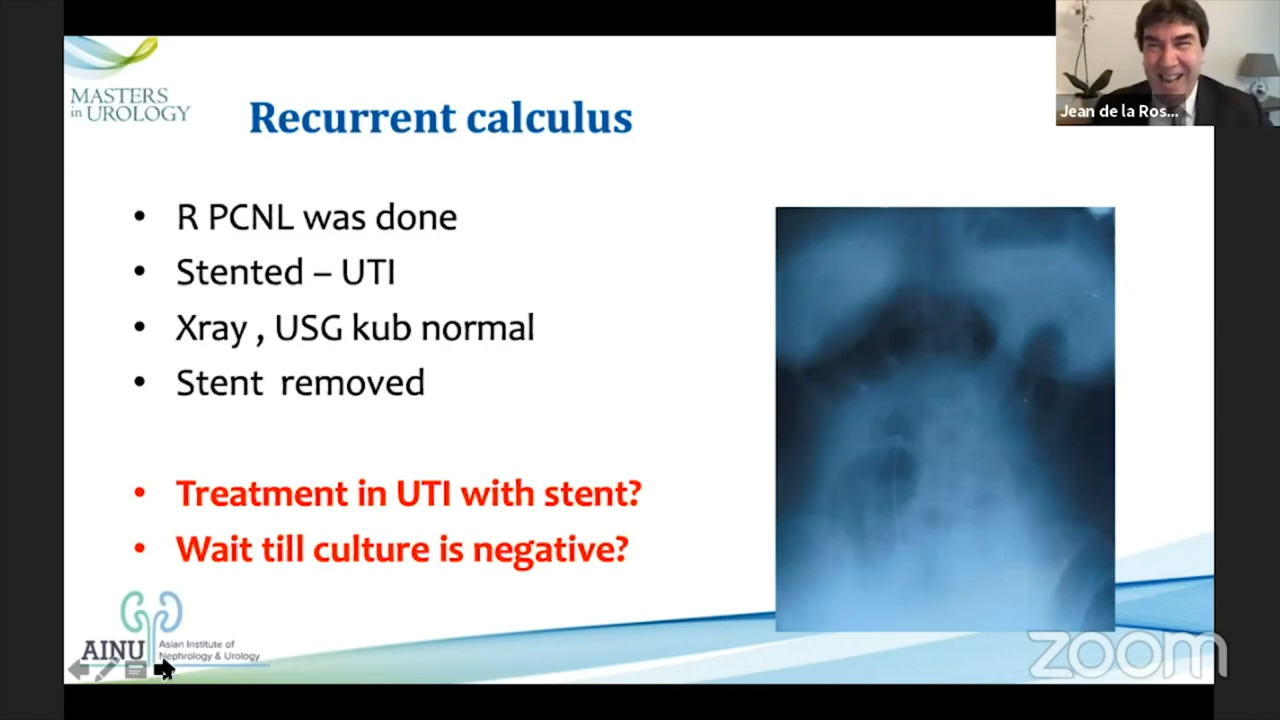 MASTERS
in UROLOGY
Recurrent calculus
Jean de la Ros...
• R PCNL was done
• Stented – UTI
• Xray , USG kub normal
• Stent removed
• Treatment in UTI with stent?
• Wait till culture is negative?
AINU
Asian Institute of
Nephrology & Urology
zoom